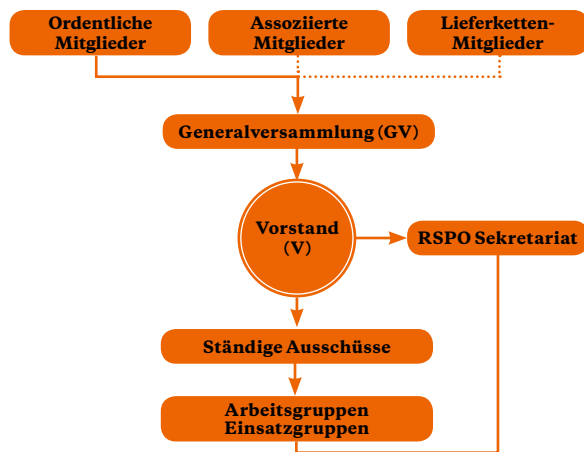 Ordentliche
Mitglieder
Assoziierte
Mitglieder
Lieferketten-
Mitglieder
Generalversammlung (GV)
Vorstand
(V)
RSPO Sekretariat
Ständige Ausschüsse
Arbeitsgruppen
Einsatzgruppen